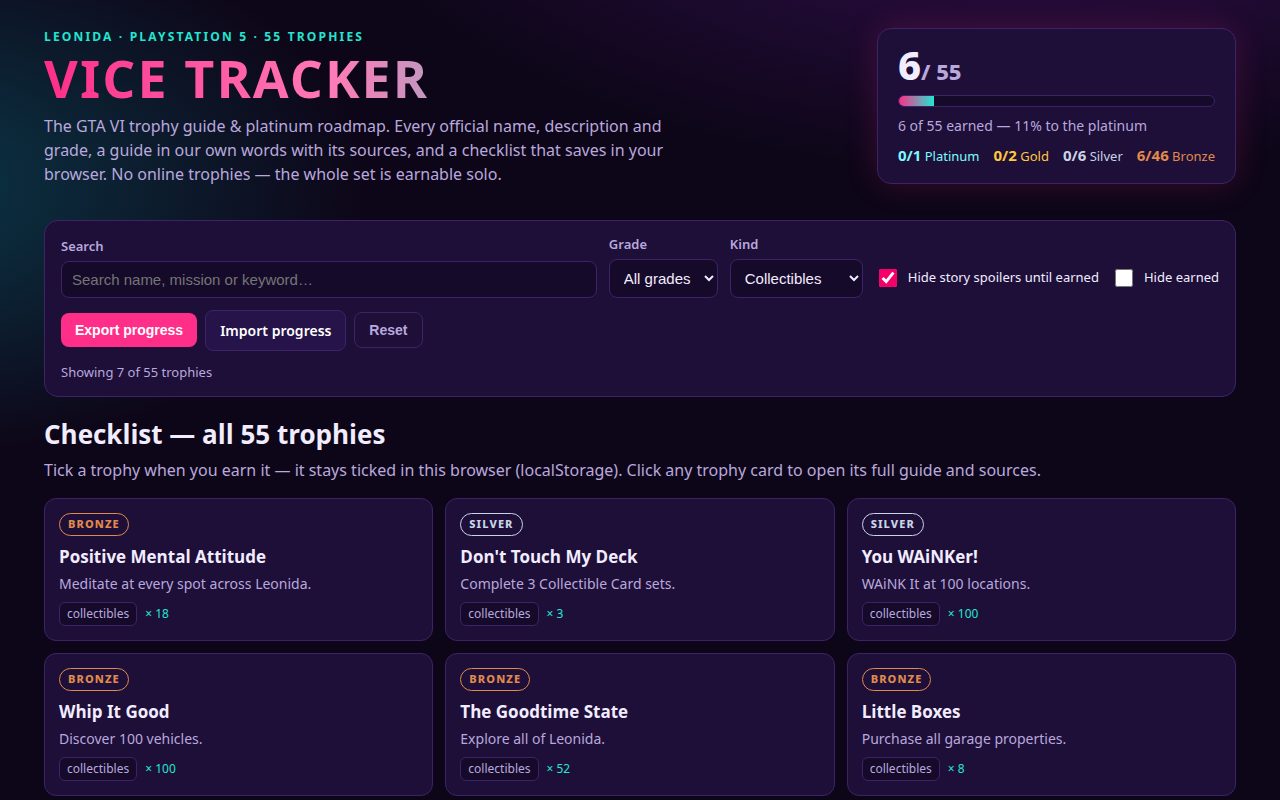 LEONIDA · PLAYSTATION 5 · 55 TROPHIES
VICE TRACKER
The GTA VI trophy guide & platinum roadmap. Every official name, description and
grade, a guide in our own words with its sources, and a checklist that saves in your
browser. No online trophies — the whole set is earnable solo.
6/ 55
6 of 55 earned — 11% to the platinum
0/1 Platinum 0/2 Gold 0/6 Silver 6/46 Bronze
Search
Search name, mission or keyword…
Grade
All grades
Kind
Collectibles
Hide story spoilers until earned
Hide earned
Export progress
Import progress
Reset
Showing 7 of 55 trophies
Checklist — all 55 trophies
Tick a trophy when you earn it — it stays ticked in this browser (localStorage). Click any trophy card to open its full guide and sources.
BRONZE
Positive Mental Attitude
Meditate at every spot across Leonida.
collectibles × 18
SILVER
Don't Touch My Deck
Complete 3 Collectible Card sets.
collectibles × 3
SILVER
You WAiNKer!
WAiNK It at 100 locations.
collectibles × 100
BRONZE
Whip It Good
Discover 100 vehicles.
collectibles × 100
BRONZE
The Goodtime State
Explore all of Leonida.
collectibles × 52
BRONZE
Little Boxes
Purchase all garage properties.
collectibles × 8